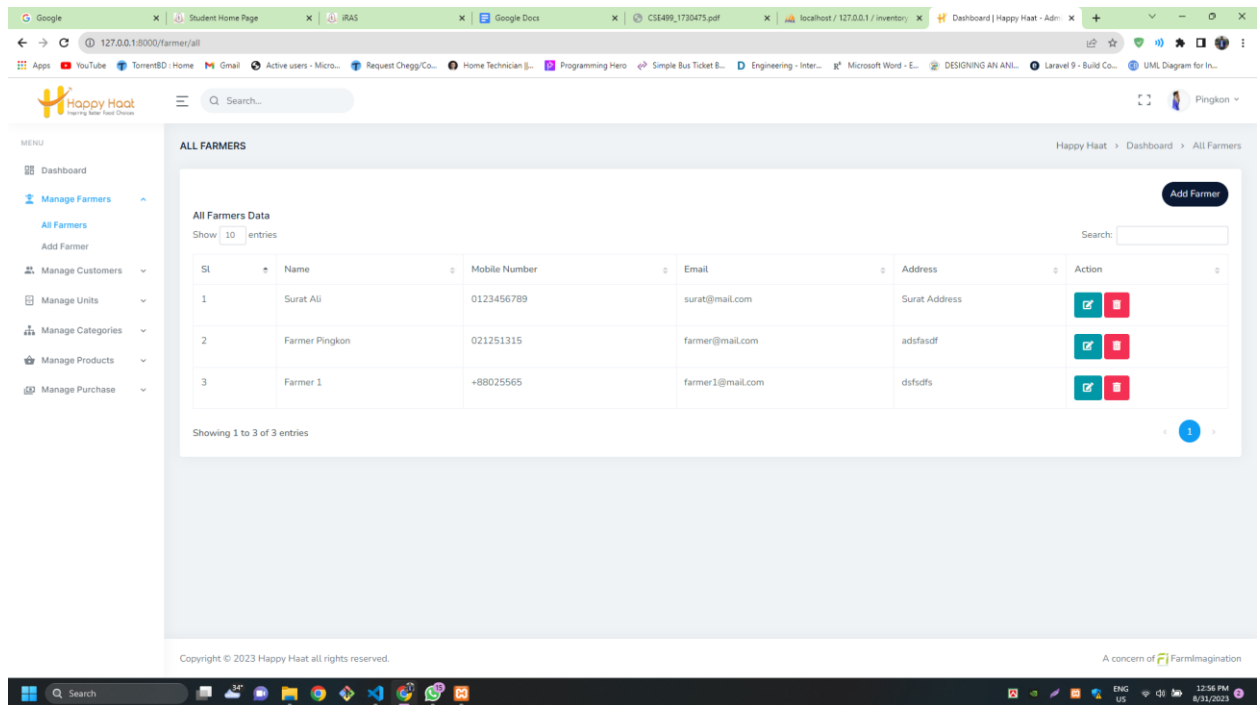 Google
Student Home Page
iRAS
Google Docs
CSE499_1730475.pdf
localhost / 127.0.0.1 / inventory
Dashboard | Happy Haat - Adm
127.0.0.1:8000/farmer/all
Apps YouTube TorrentBD : Home Gmail Active users - Micro... Request Chegg/Co... Home Technician ||... Programming Hero Simple Bus Ticket B... Engineering - Inter... Microsoft Word - E... DESIGNING AN ANI... Laravel 9 - Build Co... UML Diagram for In...
Happy Haat
Inspiring Better Food Choices
Search...
Pingkon
MENU
Dashboard
Manage Farmers
All Farmers
Add Farmer
Manage Customers
Manage Units
Manage Categories
Manage Products
Manage Purchase
ALL FARMERS
Happy Haat > Dashboard > All Farmers
Add Farmer
All Farmers Data
Show 10 entries
Search:
Sl Name Mobile Number Email Address Action
1 Surat Ali 0123456789 surat@mail.com Surat Address
2 Farmer Pingkon 021251315 farmer@mail.com adsfasdf
3 Farmer 1 +88025565 farmer1@mail.com dsfsdfs
Showing 1 to 3 of 3 entries
1
Copyright © 2023 Happy Haat all rights reserved.
A concern of FarmImagination
Search
34°
15
ENG
US
12:56 PM
8/31/2023
2